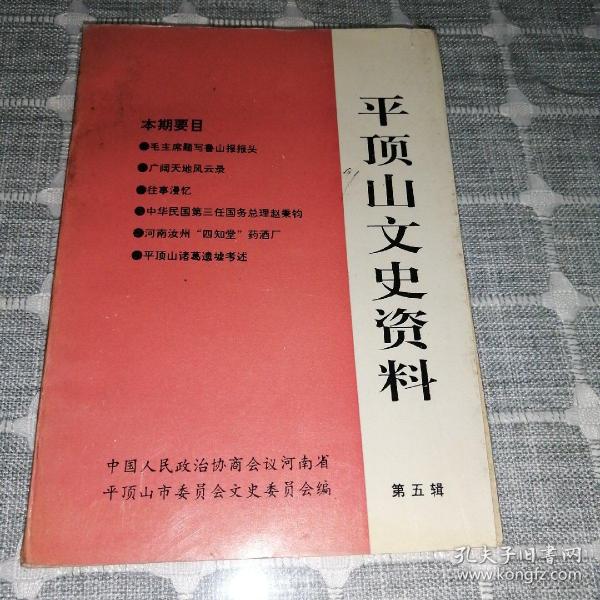 平顶山文史资料
第五辑
本期要目
●毛主席题写鲁山报报头
●广阔天地风云录
●往事漫忆
●中华民国第三任国务总理赵秉钧
●河南汝州“四知堂”药酒厂
●平顶山诸葛遗墟考述
中国人民政治协商会议河南省
平顶山市委员会文史委员会编
孔夫子旧书网
www.kongfz.com